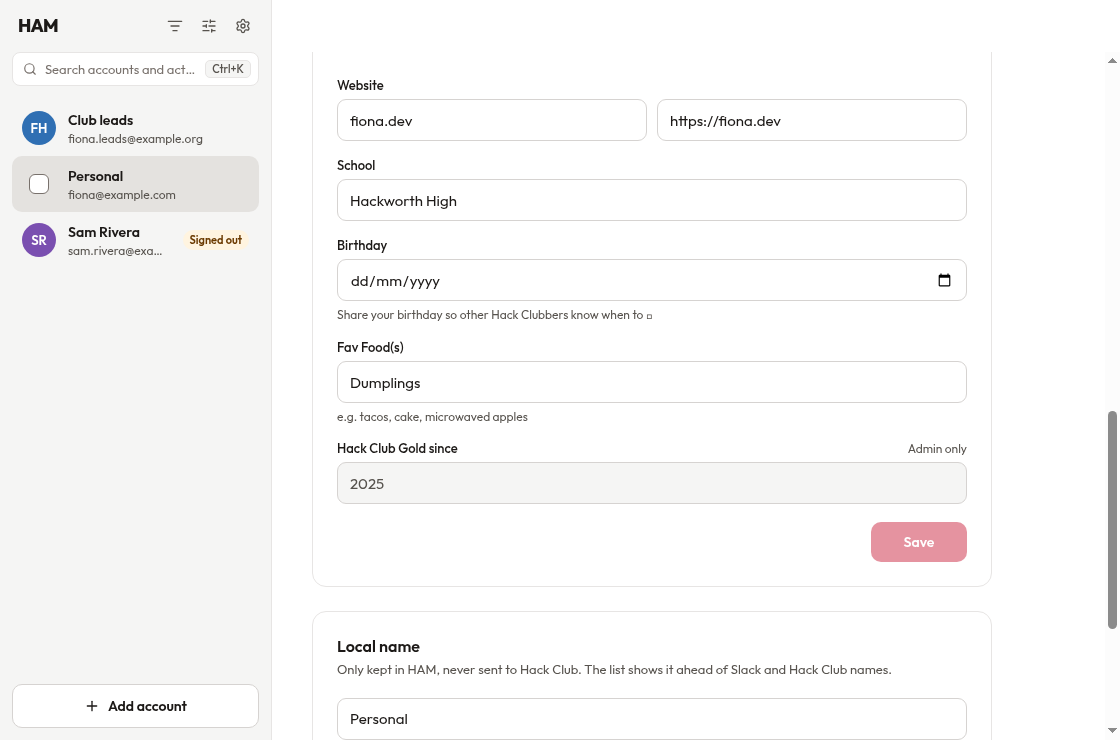 HAM
Search accounts and act...
Ctrl+K
FH
Club leads
fiona.leads@example.org
Personal
fiona@example.com
SR
Sam Rivera
sam.rivera@exa...
Signed out
Add account
Website
fiona.dev
https://fiona.dev
School
Hackworth High
Birthday
dd/mm/yyyy
Share your birthday so other Hack Clubbers know when to
Fav Food(s)
Dumplings
e.g. tacos, cake, microwaved apples
Hack Club Gold since
Admin only
2025
Save
Local name
Only kept in HAM, never sent to Hack Club. The list shows it ahead of Slack and Hack Club names.
Personal